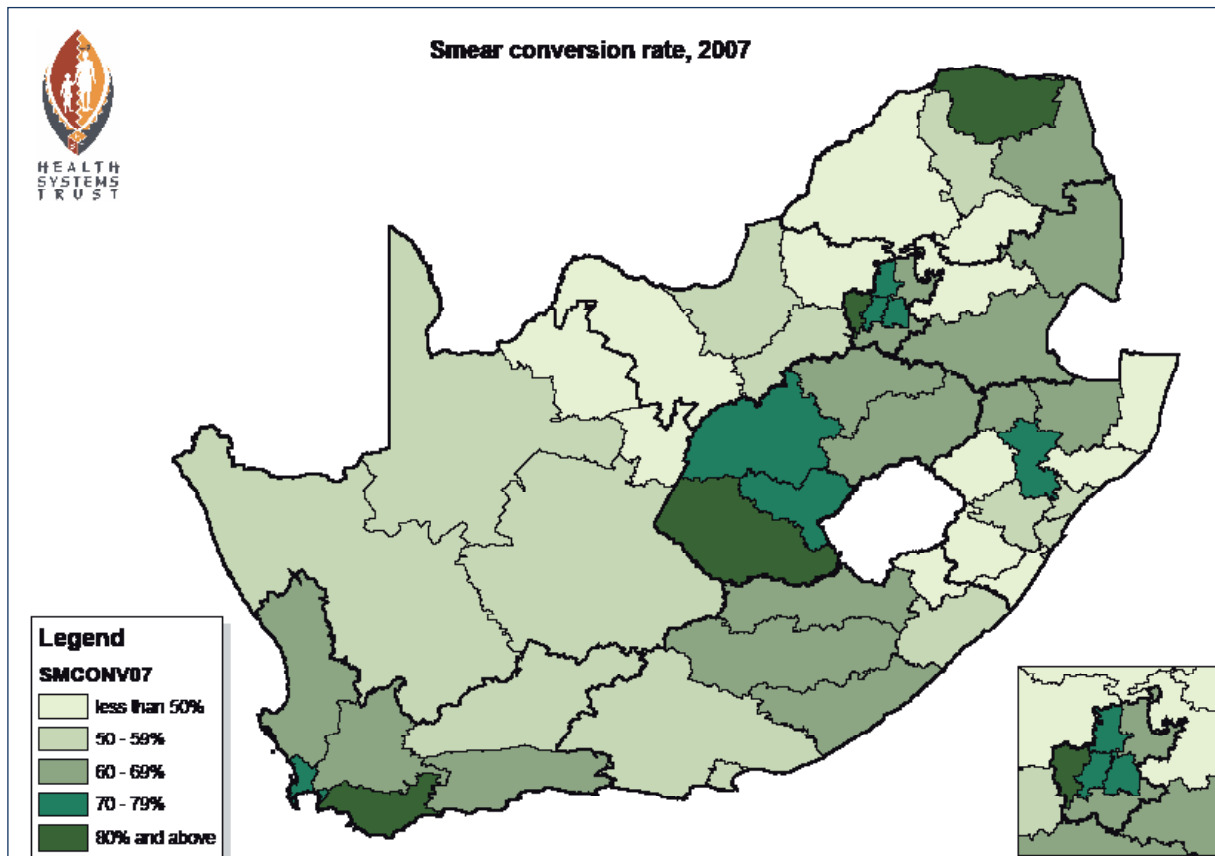 Smear conversion rate, 2007
HEALTH
SYSTEMS
TRUST
Legend
SMCONV07
less than 50%
50 - 59%
60 - 69%
70 - 79%
80% and above